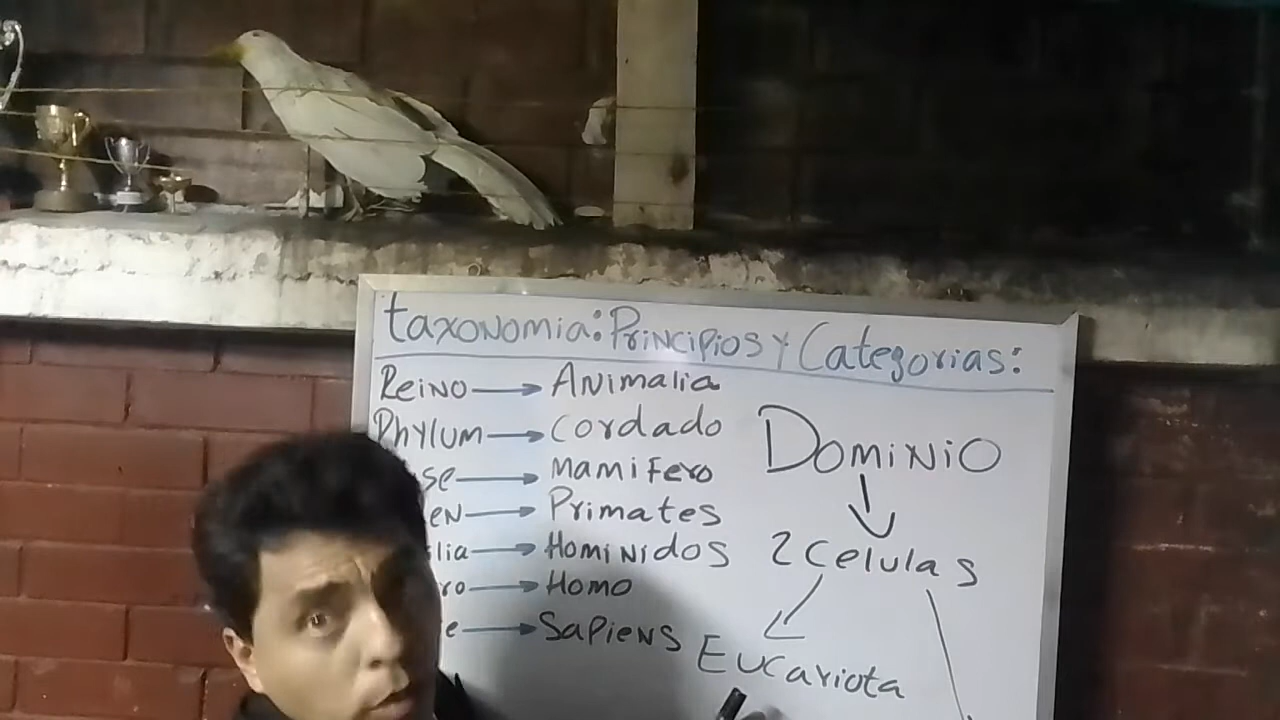 taxonomia: Principios y Categorias:
Reino → Animalia
Phylum → Cordado
se → Mamifero
en → Primates
lia → Hominidos
ro → Homo
e → Sapiens
Dominio
2 Celulas
Eucariota